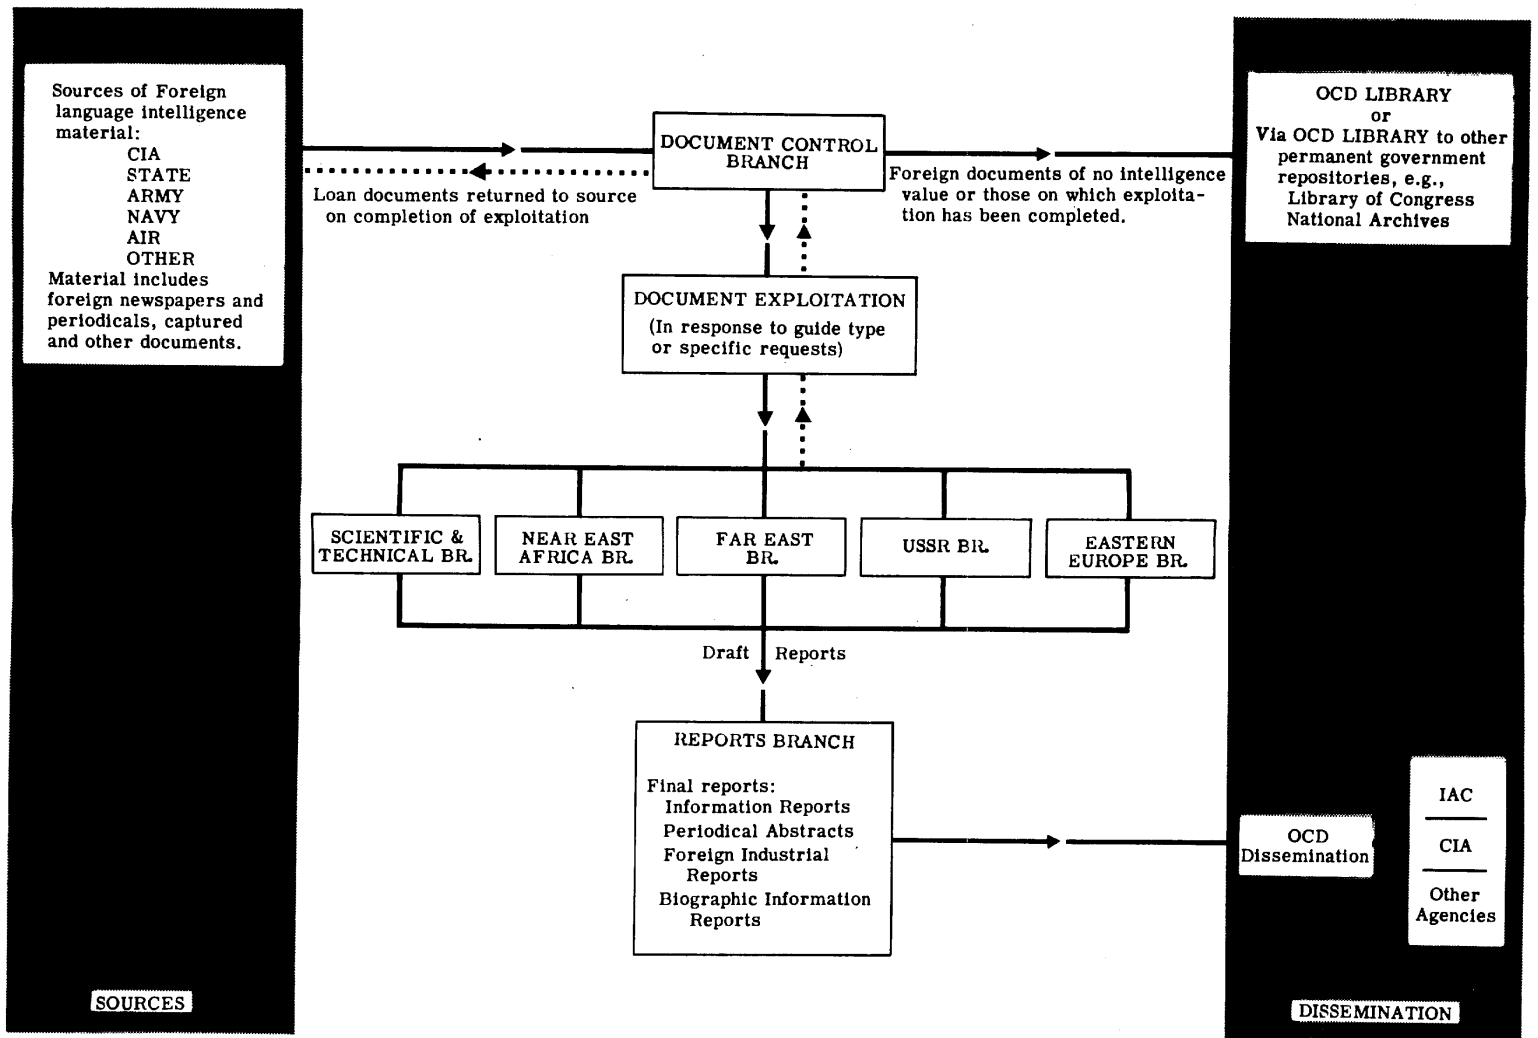 Sources of Foreign
language intelligence
material:
CIA
STATE
ARMY
NAVY
AIR
OTHER
Material includes
foreign newspapers and
periodicals, captured
and other documents.
SOURCES
Loan documents returned to source
on completion of exploitation
DOCUMENT CONTROL
BRANCH
Foreign documents of no intelligence
value or those on which exploita-
tion has been completed.
OCD LIBRARY
or
Via OCD LIBRARY to other
permanent government
repositories, e.g.,
Library of Congress
National Archives
DOCUMENT EXPLOITATION
(In response to guide type
or specific requests)
SCIENTIFIC &
TECHNICAL BR.
NEAR EAST
AFRICA BR.
FAR EAST
BR.
USSR BR.
EASTERN
EUROPE BR.
Draft Reports
REPORTS BRANCH
Final reports:
Information Reports
Periodical Abstracts
Foreign Industrial
Reports
Biographic Information
Reports
OCD
Dissemination
IAC
CIA
Other
Agencies
DISSEMINATION